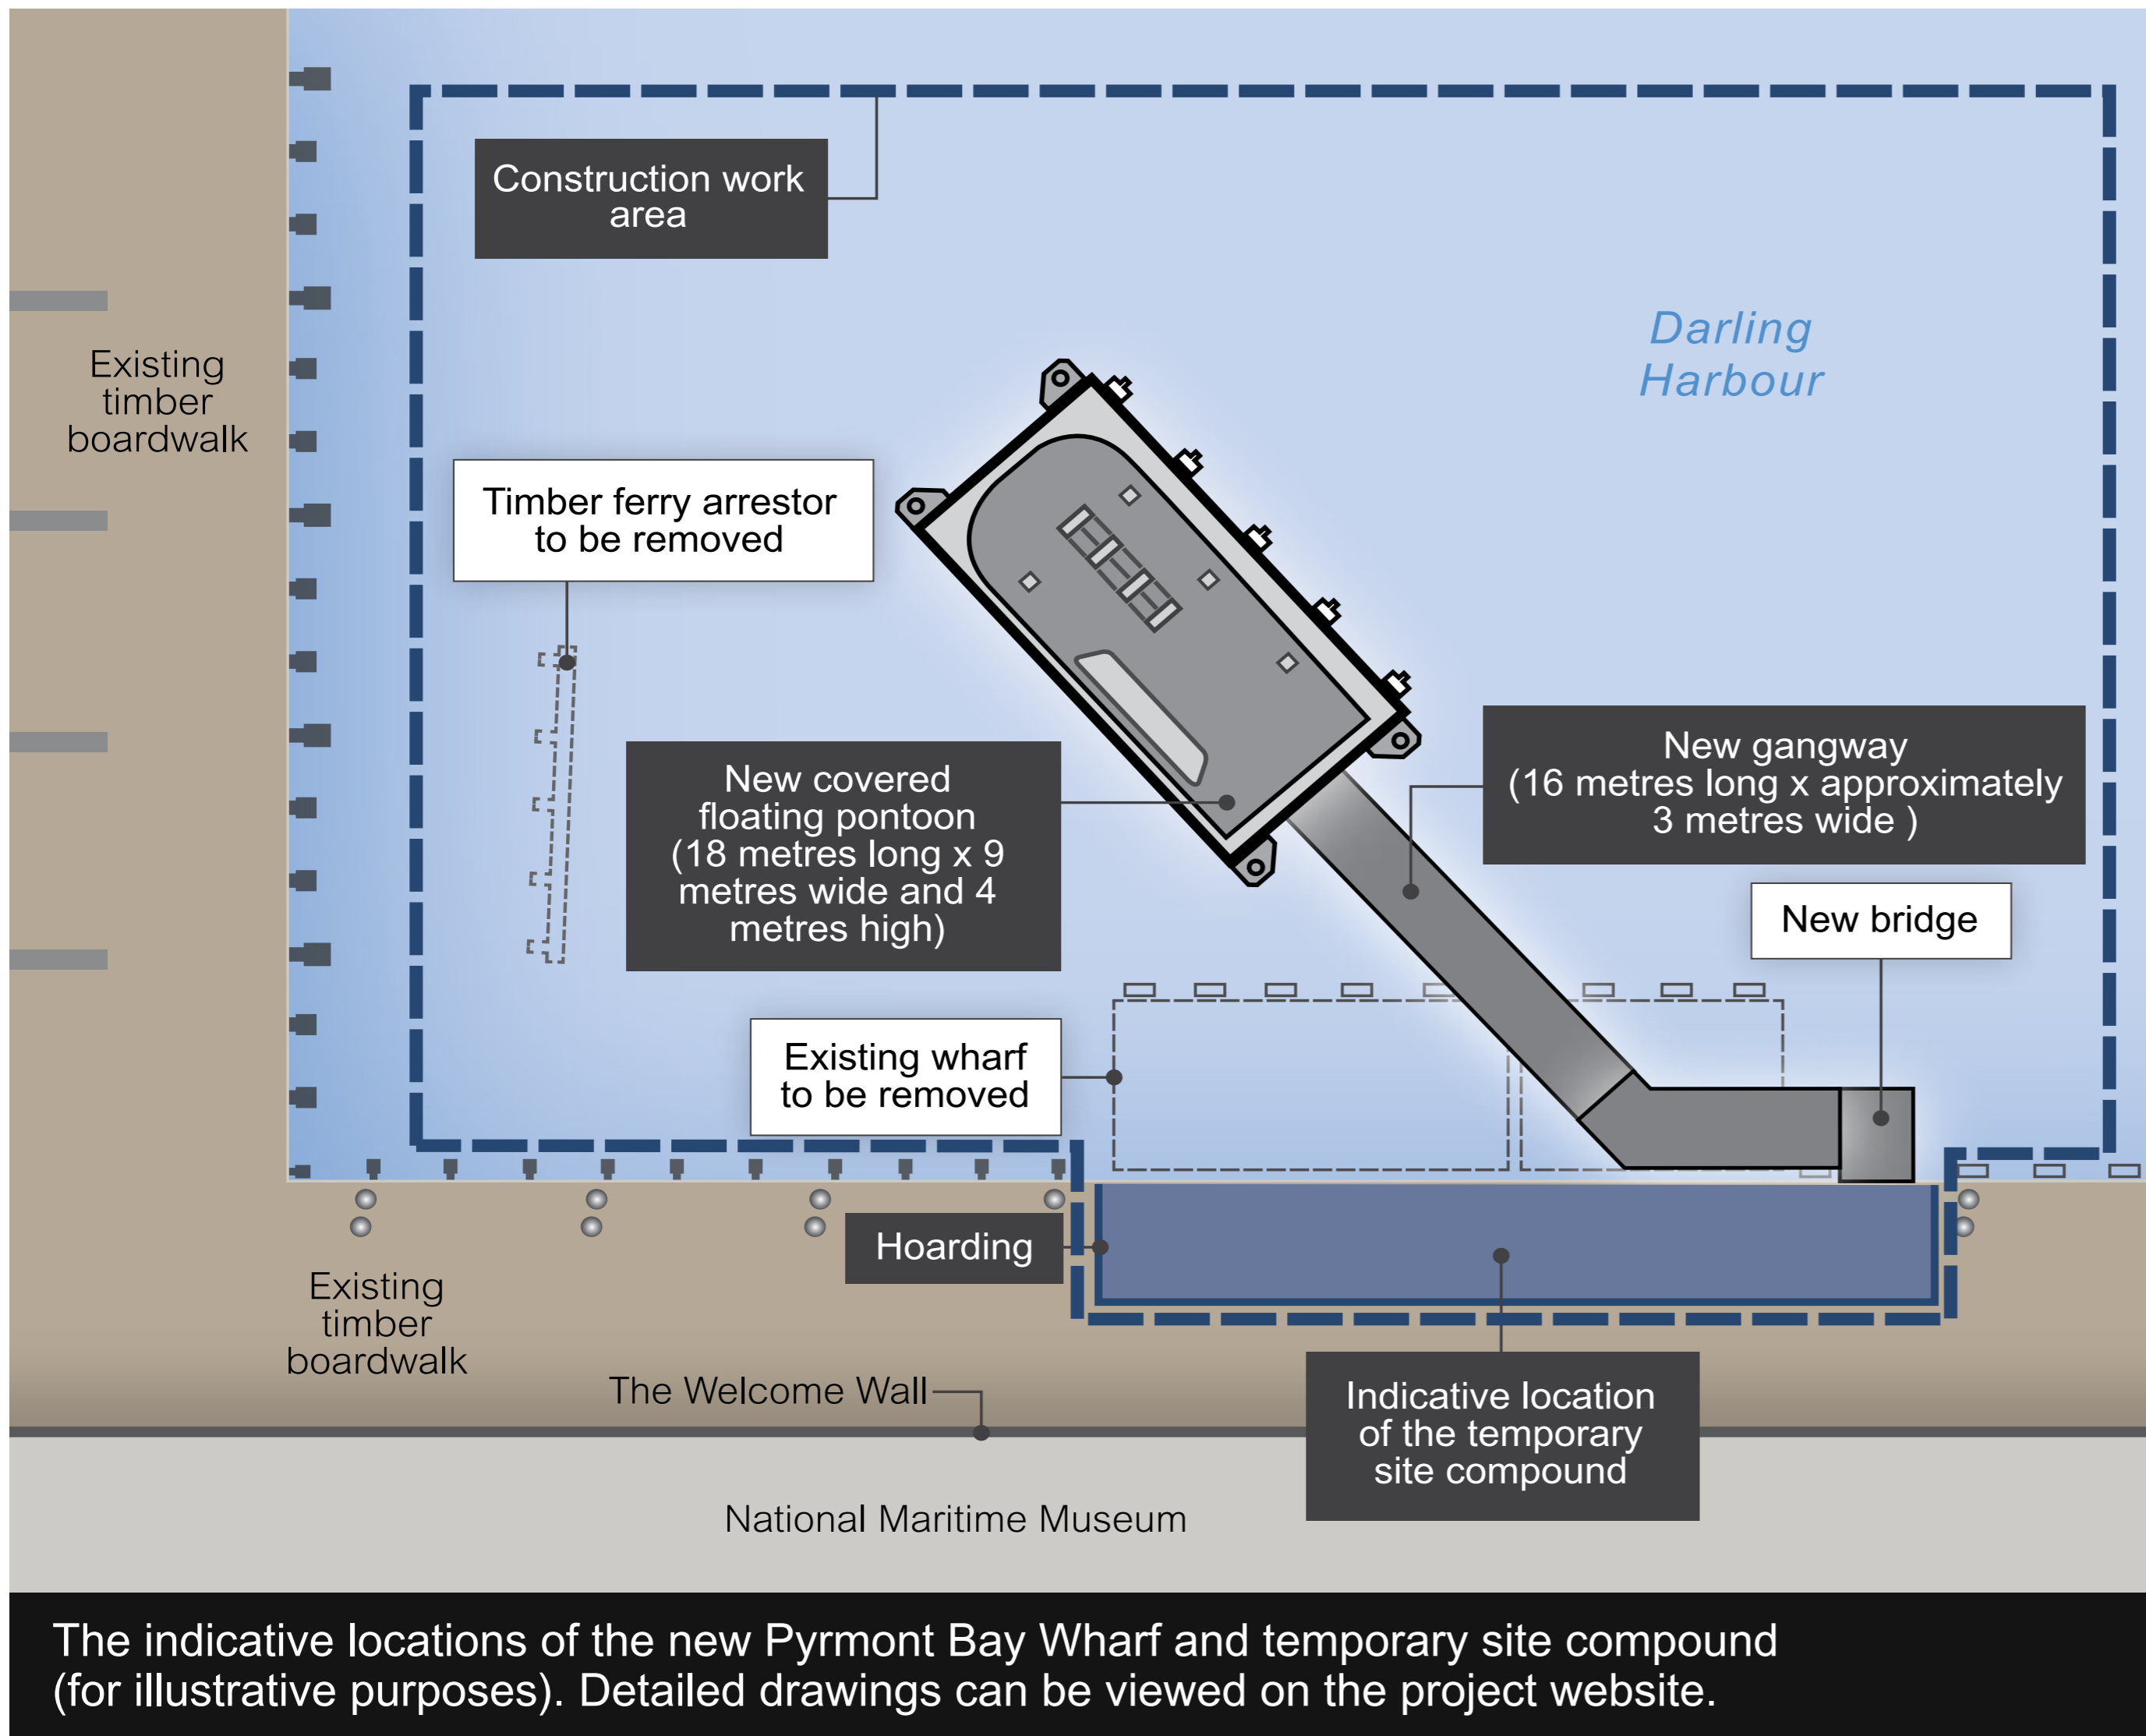 Construction work
area
Darling
Harbour
Existing
timber
boardwalk
Timber ferry arrestor
to be removed
New covered
floating pontoon
(18 metres long x 9
metres wide and 4
metres high)
New gangway
(16 metres long x approximately
3 metres wide )
New bridge
Existing wharf
to be removed
Hoarding
Existing
timber
boardwalk
The Welcome Wall
Indicative location
of the temporary
site compound
National Maritime Museum
The indicative locations of the new Pyrmont Bay Wharf and temporary site compound
(for illustrative purposes). Detailed drawings can be viewed on the project website.